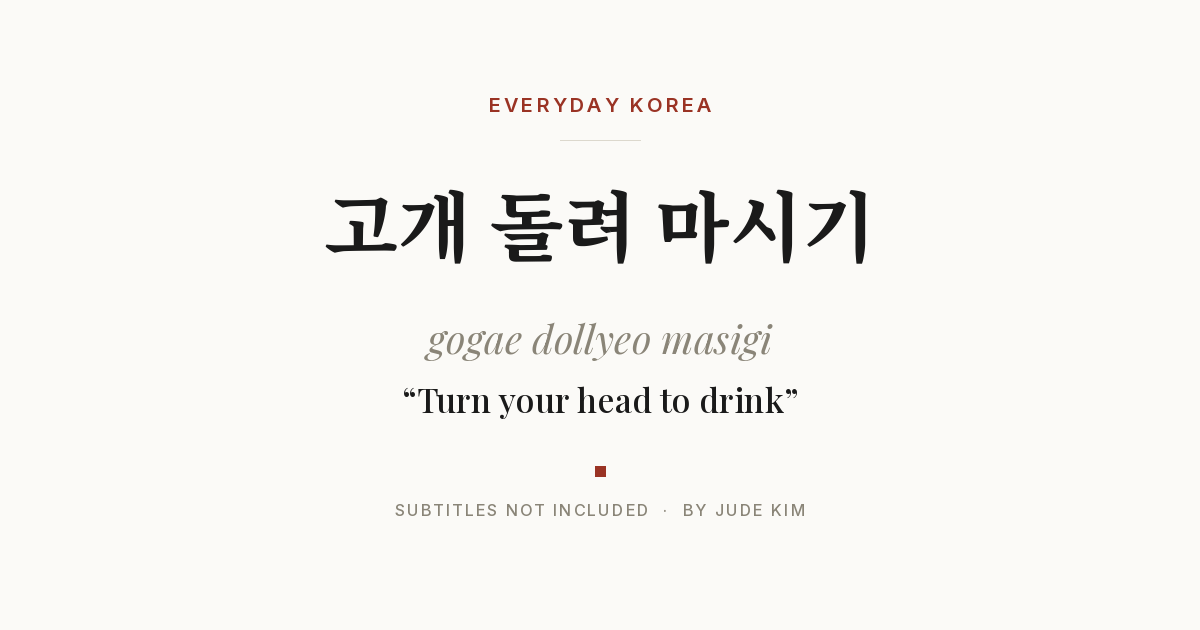 EVERYDAY KOREA
고개 돌려 마시기
gogae dollyeo masigi
“Turn your head to drink”
SUBTITLES NOT INCLUDED · BY JUDE KIM